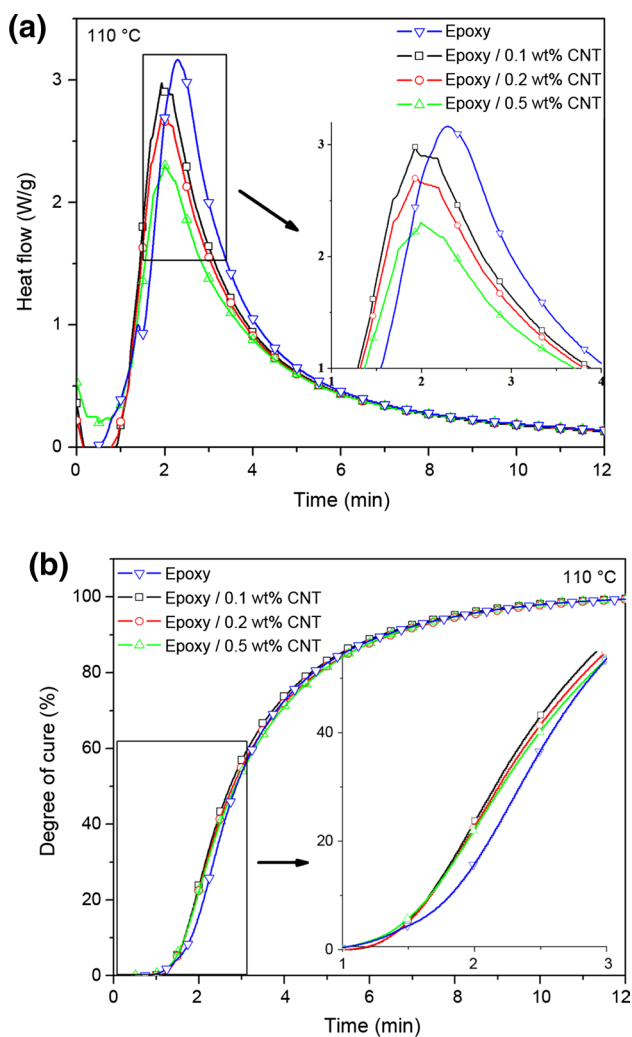 (a)
110 °C
Epoxy
Epoxy / 0.1 wt% CNT
Epoxy / 0.2 wt% CNT
Epoxy / 0.5 wt% CNT
Heat flow (W/g)
3
2
1
0
3
2
1
1 2 3 4
0 2 4 6 8 10 12
Time (min)
(b)
Epoxy
Epoxy / 0.1 wt% CNT
Epoxy / 0.2 wt% CNT
Epoxy / 0.5 wt% CNT
110 °C
Degree of cure (%)
100
80
60
40
20
0
40
20
0
1 2 3
0 2 4 6 8 10 12
Time (min)